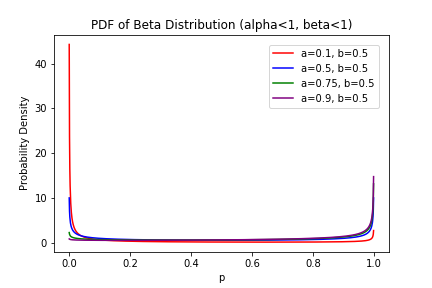 PDF of Beta Distribution (alpha<1, beta<1)
a=0.1, b=0.5
a=0.5, b=0.5
a=0.75, b=0.5
a=0.9, b=0.5
Probability Density
40
30
20
10
0
0.0 0.2 0.4 0.6 0.8 1.0
p